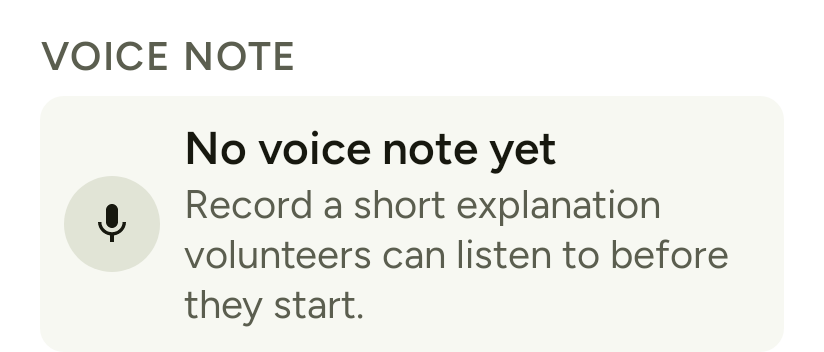 VOICE NOTE
No voice note yet
Record a short explanation
volunteers can listen to before
they start.